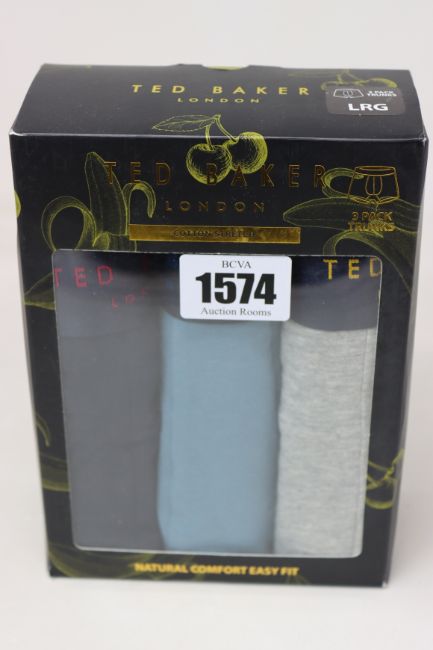 TED BAKER
LONDON
3 PACK
TRUNKS
LRG
TED BAKER
LONDON
COTTON STRETCH
3 PACK
TRUNKS
TED
LON
TED
BCVA
1574
Auction Rooms
NATURAL COMFORT EASY FIT